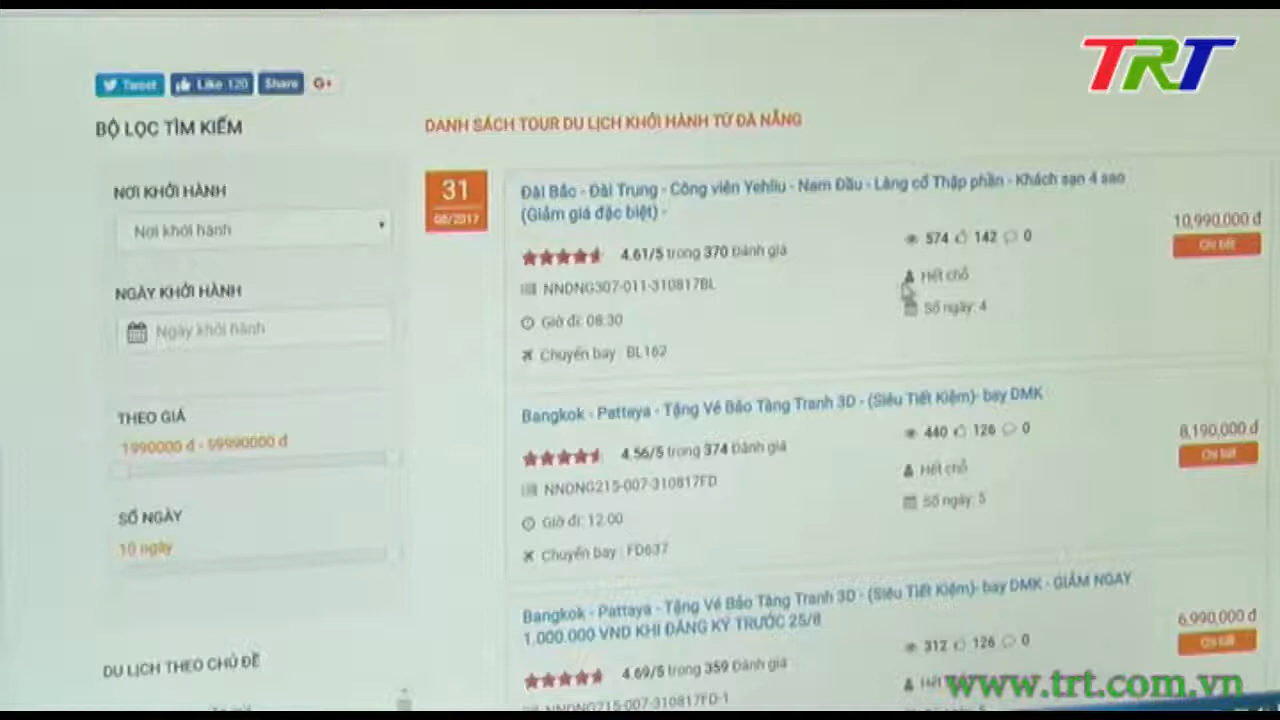 TRT
Tweet Like 120 Share G+
BỘ LỌC TÌM KIẾM
NƠI KHỞI HÀNH
Nơi khởi hành
NGÀY KHỞI HÀNH
Ngày khởi hành
THEO GIÁ
1990000 đ - 59990000 đ
SỐ NGÀY
10 ngày
DU LỊCH THEO CHỦ ĐỀ
DANH SÁCH TOUR DU LỊCH KHỞI HÀNH TỪ ĐÀ NẴNG
31
08/2017
Đài Bắc - Đài Trung - Công viên Yehliu - Nam Đầu - Làng cổ Thập phần - Khách sạn 4 sao
(Giảm giá đặc biệt) -
4.61/5 trong 370 Đánh giá
574 142 0
10,990,000 đ
Chi tiết
NNDNG307-011-310817BL
Hết chỗ
Giờ đi: 08:30
Số ngày: 4
Chuyến bay : BL162
Bangkok - Pattaya - Tặng Vé Bảo Tàng Tranh 3D - (Siêu Tiết Kiệm)- bay DMK
4.56/5 trong 374 Đánh giá
440 126 0
8,190,000 đ
Chi tiết
NNDNG215-007-310817FD
Hết chỗ
Giờ đi: 12:00
Số ngày: 5
Chuyến bay : FD637
Bangkok - Pattaya - Tặng Vé Bảo Tàng Tranh 3D - (Siêu Tiết Kiệm)- bay DMK - GIẢM NGAY
1.000.000 VND KHI ĐĂNG KÝ TRƯỚC 25/8
4.69/5 trong 359 Đánh giá
312 126 0
6,990,000 đ
Chi tiết
NNDNG215-007-310817FD-1
www.trt.com.vn